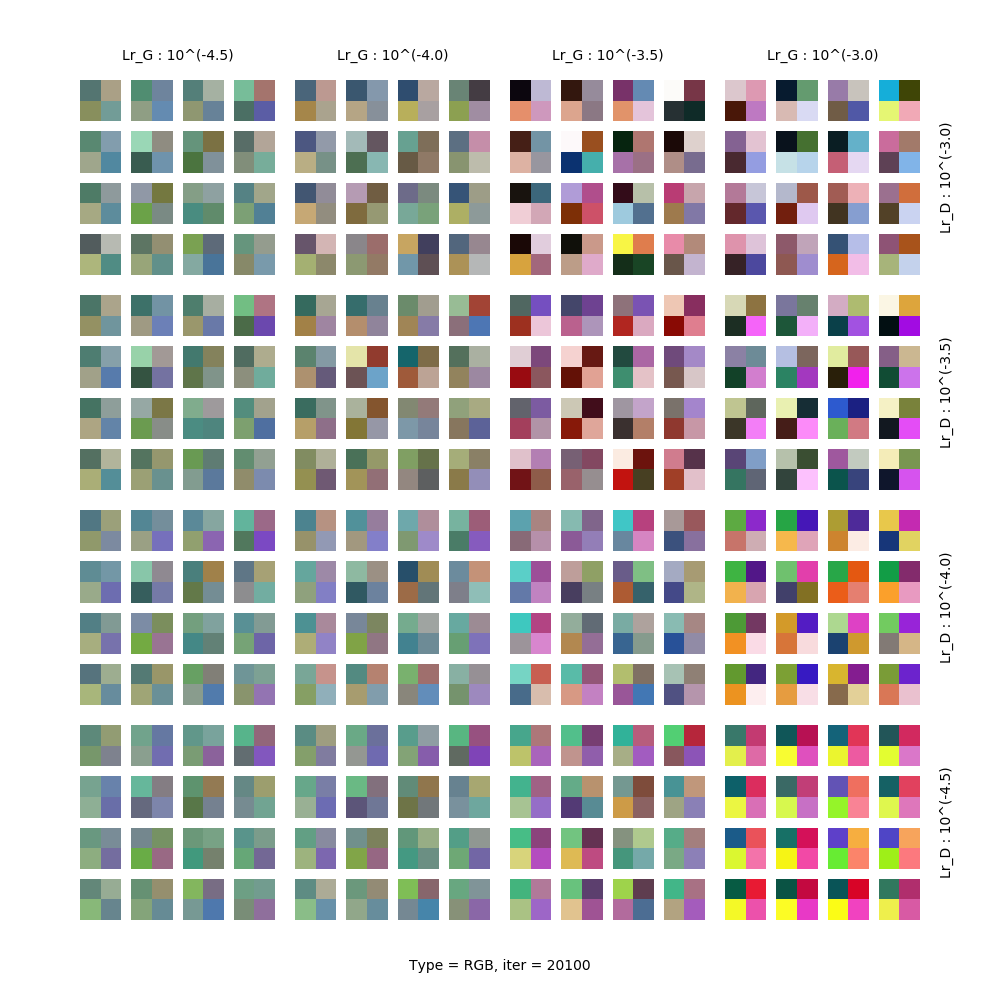 Lr_G : 10^(-4.5)
Lr_G : 10^(-4.0)
Lr_G : 10^(-3.5)
Lr_G : 10^(-3.0)
Lr_D : 10^(-3.0)
Lr_D : 10^(-3.5)
Lr_D : 10^(-4.0)
Lr_D : 10^(-4.5)
Type = RGB, iter = 20100